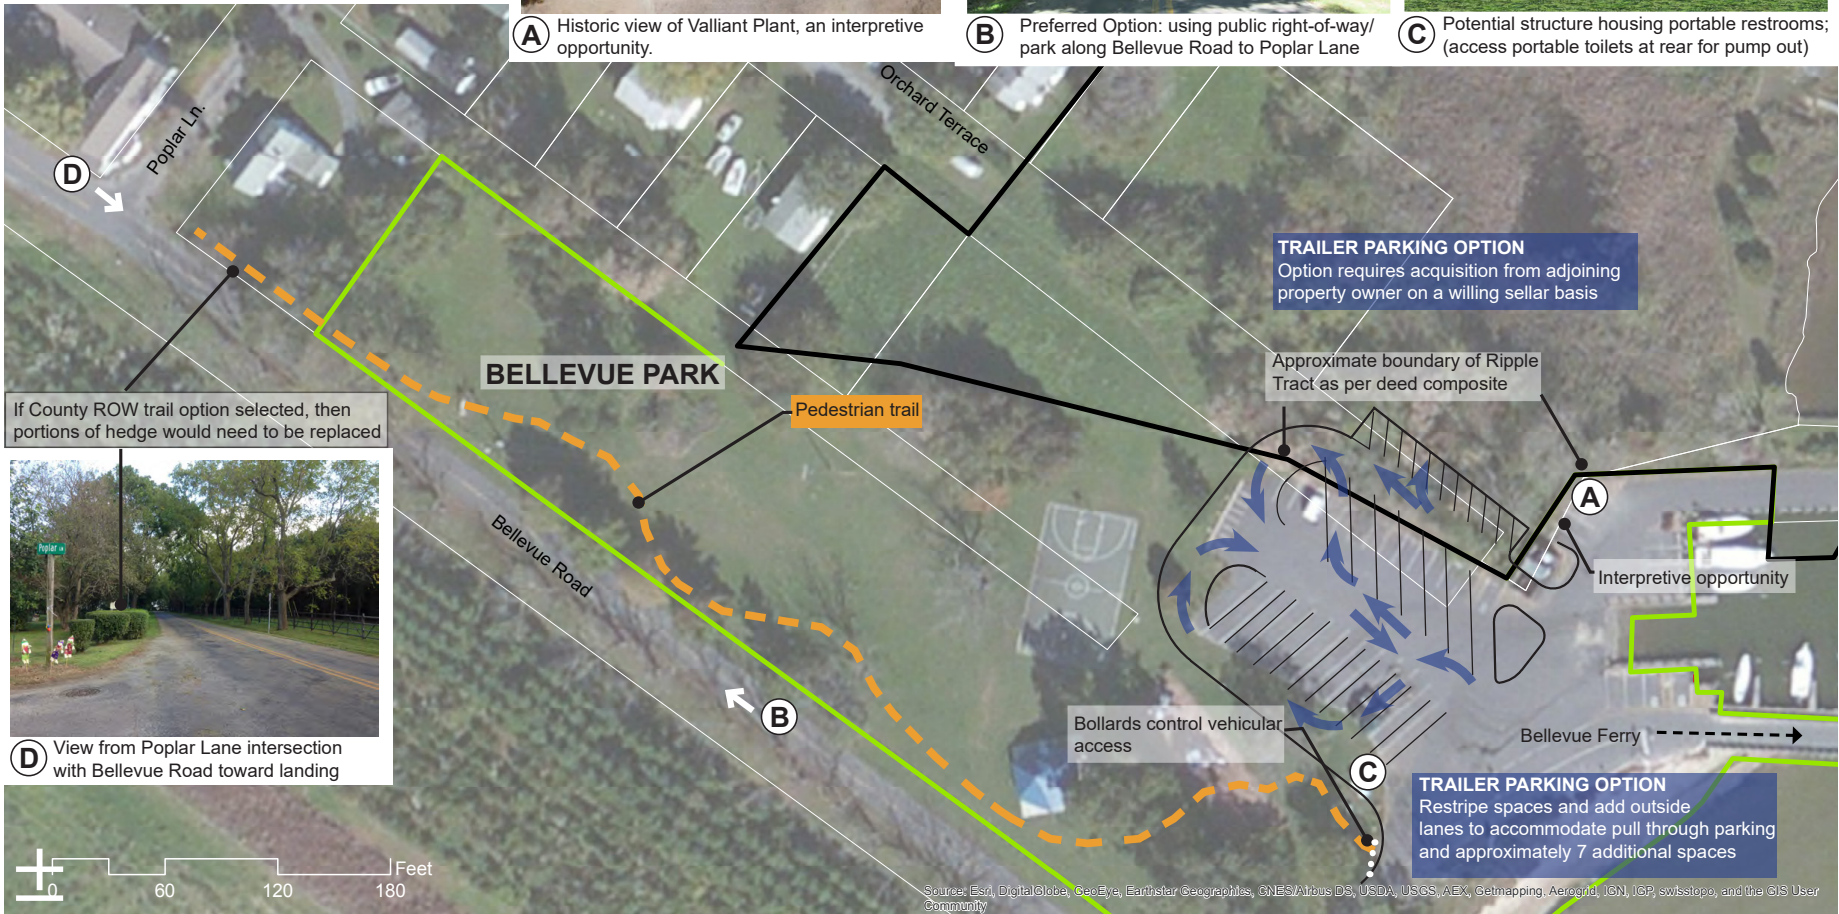 A
Historic view of Valliant Plant, an interpretive
opportunity.
B
Preferred Option: using public right-of-way/
park along Bellevue Road to Poplar Lane
C
Potential structure housing portable restrooms;
(access portable toilets at rear for pump out)
Poplar Ln.
D
Orchard Terrace
TRAILER PARKING OPTION
Option requires acquisition from adjoining
property owner on a willing sellar basis
BELLEVUE PARK
Approximate boundary of Ripple
Tract as per deed composite
If County ROW trail option selected, then
portions of hedge would need to be replaced
Pedestrian trail
A
Interpretive opportunity
Bellevue Road
Poplar LN
B
Bollards control vehicular
access
Bellevue Ferry
C
D
View from Poplar Lane intersection
with Bellevue Road toward landing
TRAILER PARKING OPTION
Restripe spaces and add outside
lanes to accommodate pull through parking
and approximately 7 additional spaces
Feet
0 60 120 180
Source: Esri, DigitalGlobe, GeoEye, Earthstar Geographics, CNES/Airbus DS, USDA, USGS, AEX, Getmapping, Aerogrid, IGN, IGP, swisstopo, and the GIS User
Community